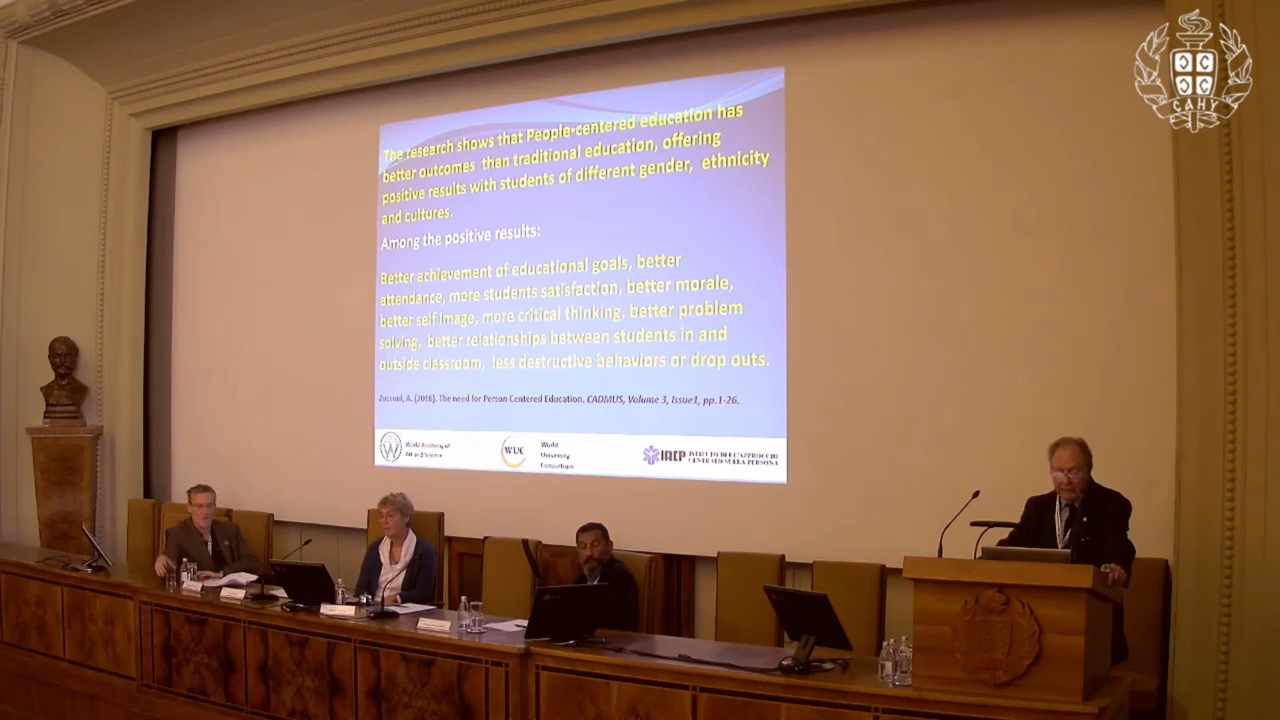 The research shows that People-centered education has
better outcomes than traditional education, offering
positive results with students of different gender, ethnicity
and cultures.
Among the positive results:
Better achievement of educational goals, better
attendance, more students satisfaction, better morale,
better self image, more critical thinking, better problem
solving, better relationships between students in and
outside classroom, less destructive behaviors or drop outs.
Zucconi, A. (2016). The need for Person Centered Education. CADMUS, Volume 3, Issue1, pp.1-26.
World Academy of
Art and Science
WUC
World
University
Consortium
IACP
ISTITUTO DELL'APPROCCIO
CENTRATO SULLA PERSONA
САНУ